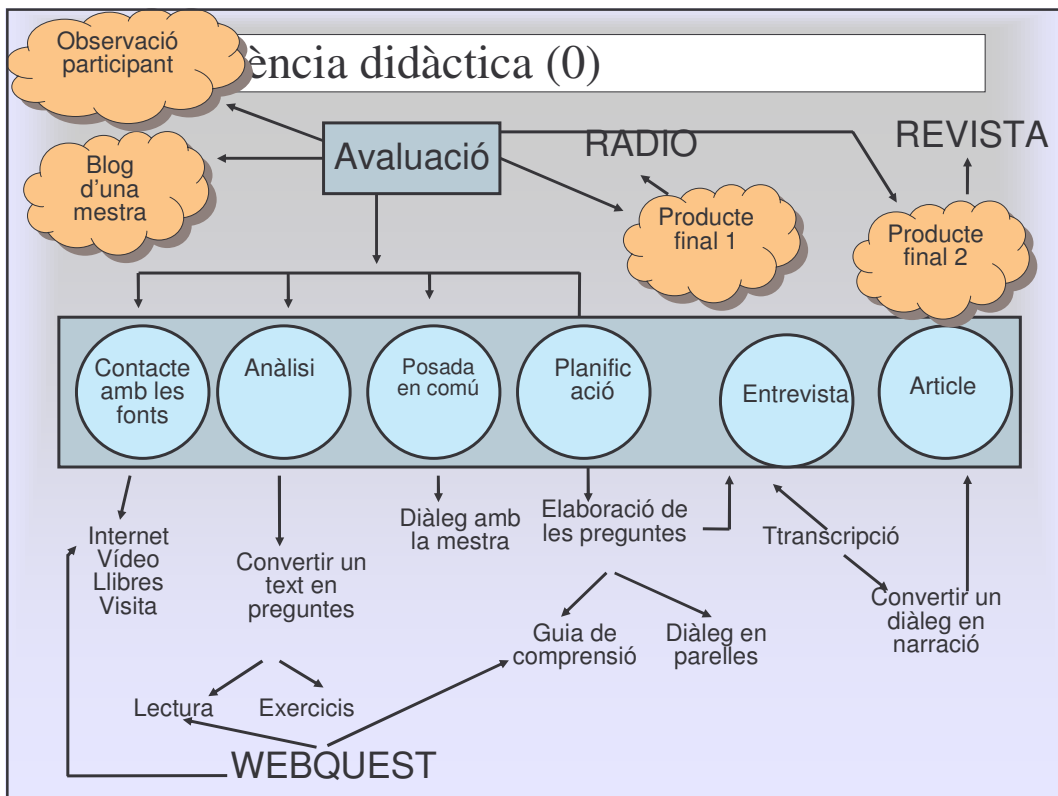 Observació
participant
ència didàctica (0)
Avaluació
RADIO
REVISTA
Blog
d'una
mestra
Producte
final 1
Producte
final 2
Contacte
amb les
fonts
Anàlisi
Posada
en comú
Planific
ació
Entrevista
Article
Internet
Vídeo
Llibres
Visita
Convertir un
text en
preguntes
Diàleg amb
la mestra
Elaboració de
les preguntes
Ttranscripció
Convertir un
diàleg en
narració
Guia de
comprensió
Diàleg en
parelles
Lectura
Exercicis
WEBQUEST